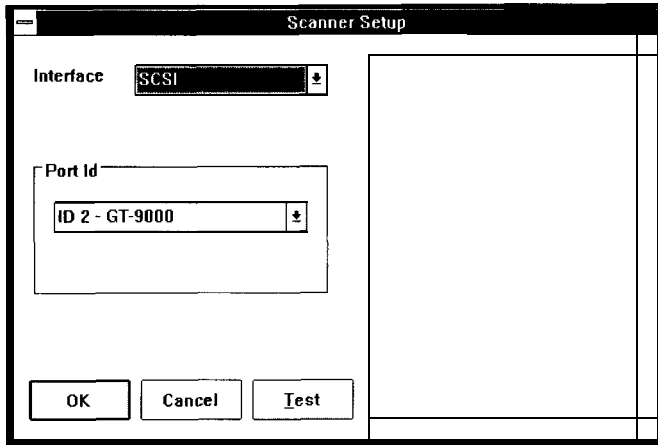 Scanner Setup
Interface SCSI
Port Id
ID 2 - GT-9000
OK Cancel Test